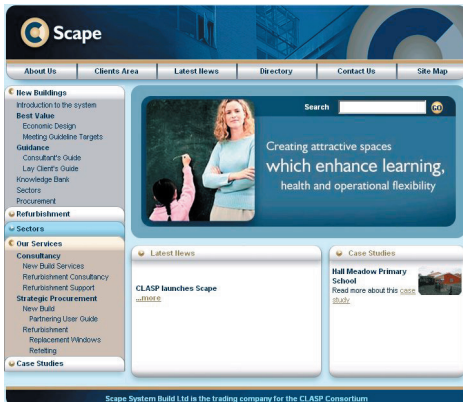 Scape
About Us Clients Area Latest News Directory Contact Us Site Map
New Buildings
Introduction to the system
Best Value
Economic Design
Meeting Guideline Targets
Guidance
Consultant's Guide
Lay Client's Guide
Knowledge Bank
Sectors
Procurement
Refurbishment
Sectors
Our Services
Consultancy
New Build Services
Refurbishment Consultancy
Refurbishment Support
Strategic Procurement
New Build
Partnering User Guide
Refurbishment
Replacement Windows
Refelting
Case Studies
Search GO
Creating attractive spaces
which enhance learning,
health and operational flexibility
Latest News
CLASP launches Scape
...more
Case Studies
Hall Meadow Primary
School
Read more about this case
study
Scape System Build Ltd is the trading company for the CLASP Consortium